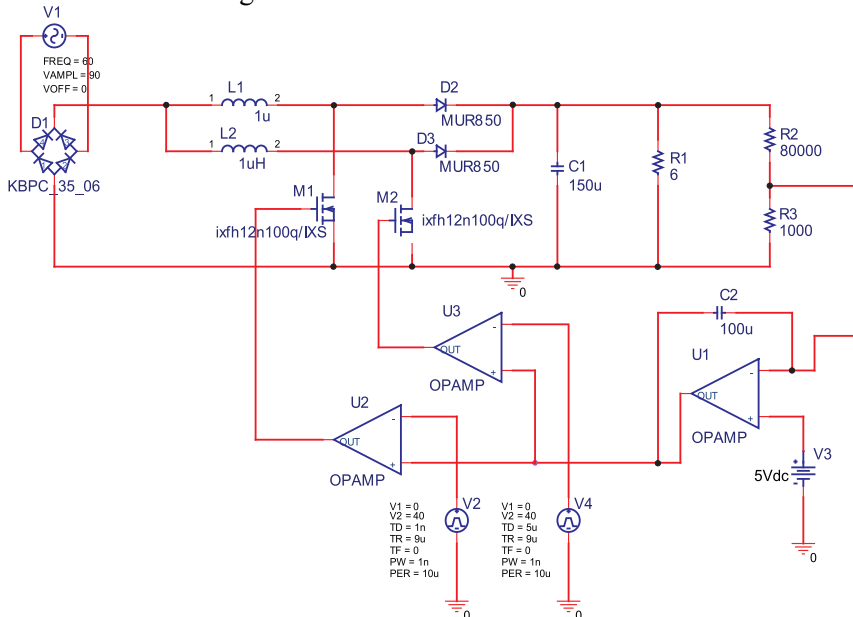 V1
FREQ = 60
VAMPL = 90
VOFF = 0
D1
KBPC_35_06
1 L1 2
1u
1 L2 2
1uH
D2
MUR850
D3
MUR850
C1
150u
R1
6
R2
80000
R3
1000
M1
ixfh12n100q/IXS
M2
ixfh12n100q/IXS
0
U3
OUT
-
+
OPAMP
U2
OUT
-
+
OPAMP
C2
100u
U1
OUT
-
+
OPAMP
V3
+
-
5Vdc
0
V1 = 0
V2 = 40
TD = 1n
TR = 9u
TF = 0
PW = 1n
PER = 10u
V2
0
V1 = 0
V2 = 40
TD = 5u
TR = 9u
TF = 0
PW = 1n
PER = 10u
V4
0